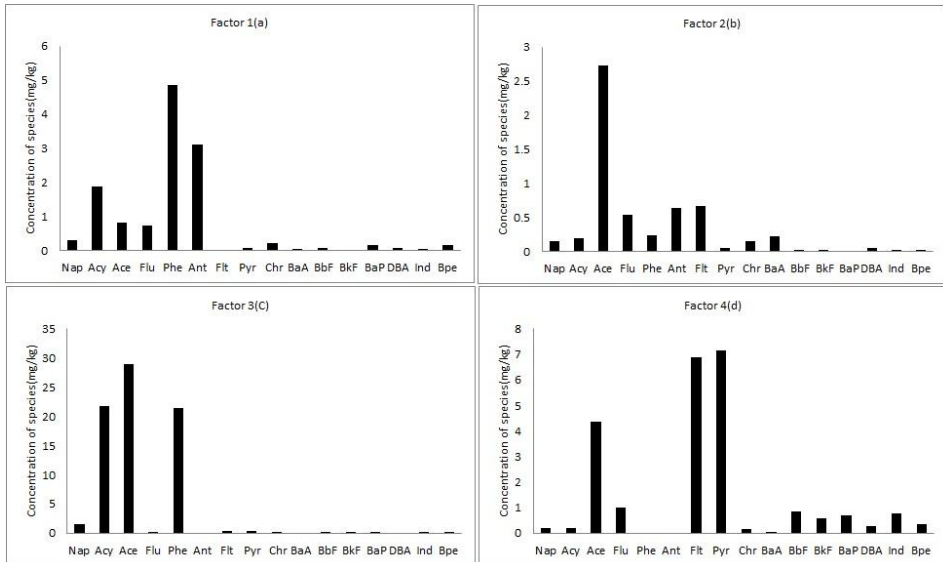 Factor 1(a)
Concentration of species(mg/kg)
6
5
4
3
2
1
0
Nap Acy Ace Flu Phe Ant Flt Pyr Chr BaA BbF BkF BaP DBA Ind Bpe
Factor 2(b)
Concentration of species(mg/kg)
3
2.5
2
1.5
1
0.5
0
Nap Acy Ace Flu Phe Ant Flt Pyr Chr BaA BbF BkF BaP DBA Ind Bpe
Factor 3(C)
Concentration of species(mg/kg)
35
30
25
20
15
10
5
0
Nap Acy Ace Flu Phe Ant Flt Pyr Chr BaA BbF BkF BaP DBA Ind Bpe
Factor 4(d)
Concentration of species(mg/kg)
8
7
6
5
4
3
2
1
0
Nap Acy Ace Flu Phe Ant Flt Pyr Chr BaA BbF BkF BaP DBA Ind Bpe